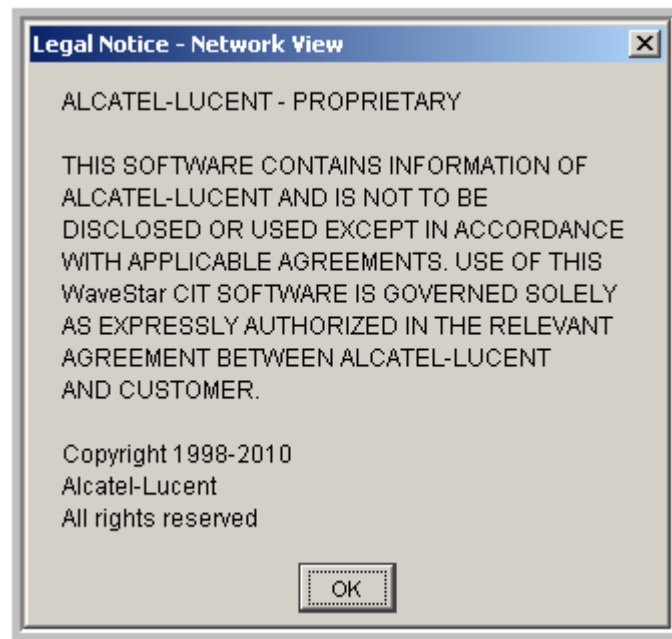 Legal Notice - Network View
ALCATEL-LUCENT - PROPRIETARY
THIS SOFTWARE CONTAINS INFORMATION OF
ALCATEL-LUCENT AND IS NOT TO BE
DISCLOSED OR USED EXCEPT IN ACCORDANCE
WITH APPLICABLE AGREEMENTS. USE OF THIS
WaveStar CIT SOFTWARE IS GOVERNED SOLELY
AS EXPRESSLY AUTHORIZED IN THE RELEVANT
AGREEMENT BETWEEN ALCATEL-LUCENT
AND CUSTOMER.
Copyright 1998-2010
Alcatel-Lucent
All rights reserved
OK